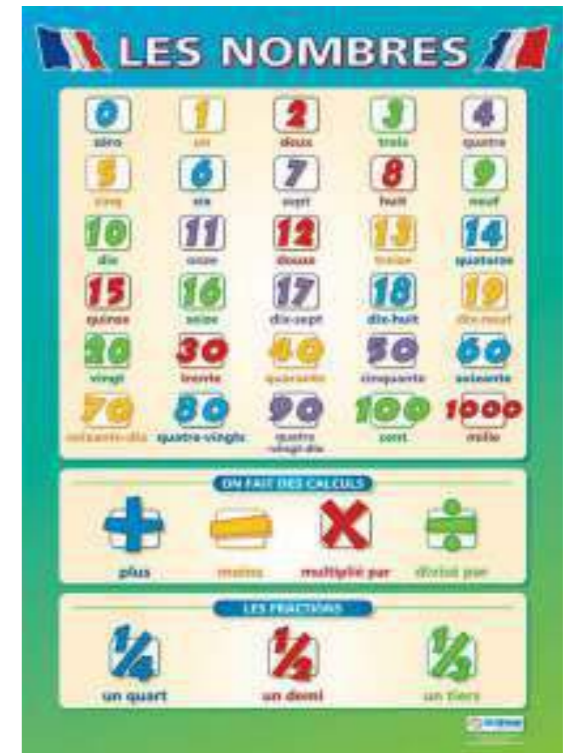 LES NOMBRES
0 1 2 3 4
zéro un deux trois quatre
5 6 7 8 9
cinq six sept huit neuf
10 11 12 13 14
dix onze douze treize quatorze
15 16 17 18 19
quinze seize dix-sept dix-huit dix-neuf
20 30 40 50 60
vingt trente quarante cinquante soixante
70 80 90 100 1000
soixante-dix quatre-vingts quatre cent mille
-vingt-dix
ON FAIT DES CALCULS
+ − × ÷
plus moins multiplié par divisé par
LES FRACTIONS
1/4 1/2 1/3
un quart un demi un tiers